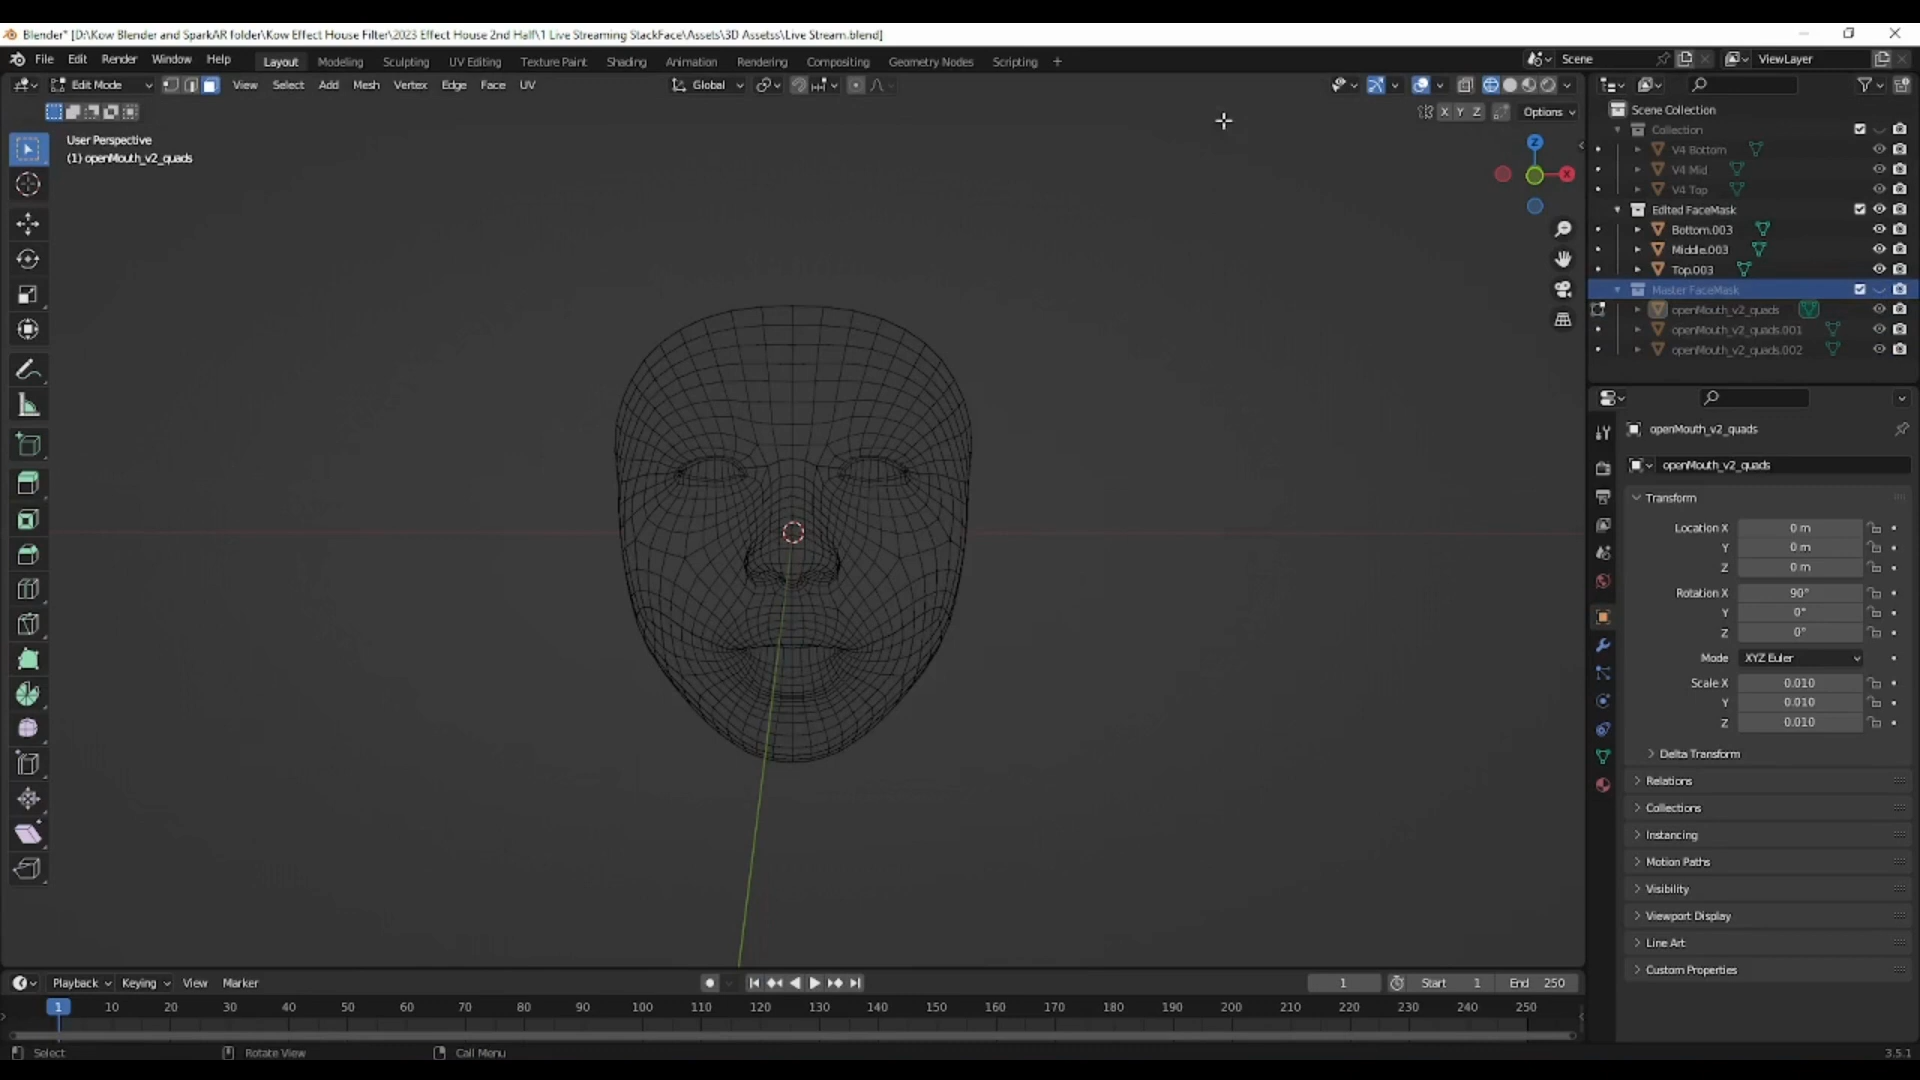 Blender* [D:\Kow Blender and SparkAR folder\Kow Effect House Filter\2023 Effect House 2nd Half\1 Live Streaming StackFace\Assets\3D Assetss\Live Stream.blend]
File Edit Render Window Help Layout Modeling Sculpting UV Editing Texture Paint Shading Animation Rendering Compositing Geometry Nodes Scripting + Scene ViewLayer
Edit Mode View Select Add Mesh Vertex Edge Face UV Global
X Y Z Options
User Perspective
(1) openMouth_v2_quads
Z
X
Scene Collection
Collection
V4 Bottom
V4 Mid
V4 Top
Edited FaceMask
Bottom.003
Middle.003
Top.003
Master FaceMask
openMouth_v2_quads
openMouth_v2_quads.001
openMouth_v2_quads.002
openMouth_v2_quads
openMouth_v2_quads
Transform
Location X 0 m
Y 0 m
Z 0 m
Rotation X 90°
Y 0°
Z 0°
Mode XYZ Euler
Scale X 0.010
Y 0.010
Z 0.010
Delta Transform
Relations
Collections
Instancing
Motion Paths
Visibility
Viewport Display
Line Art
Custom Properties
Playback Keying View Marker 1 Start 1 End 250
1 10 20 30 40 50 60 70 80 90 100 110 120 130 140 150 160 170 180 190 200 210 220 230 240 250
Select Rotate View Call Menu 3.5.1